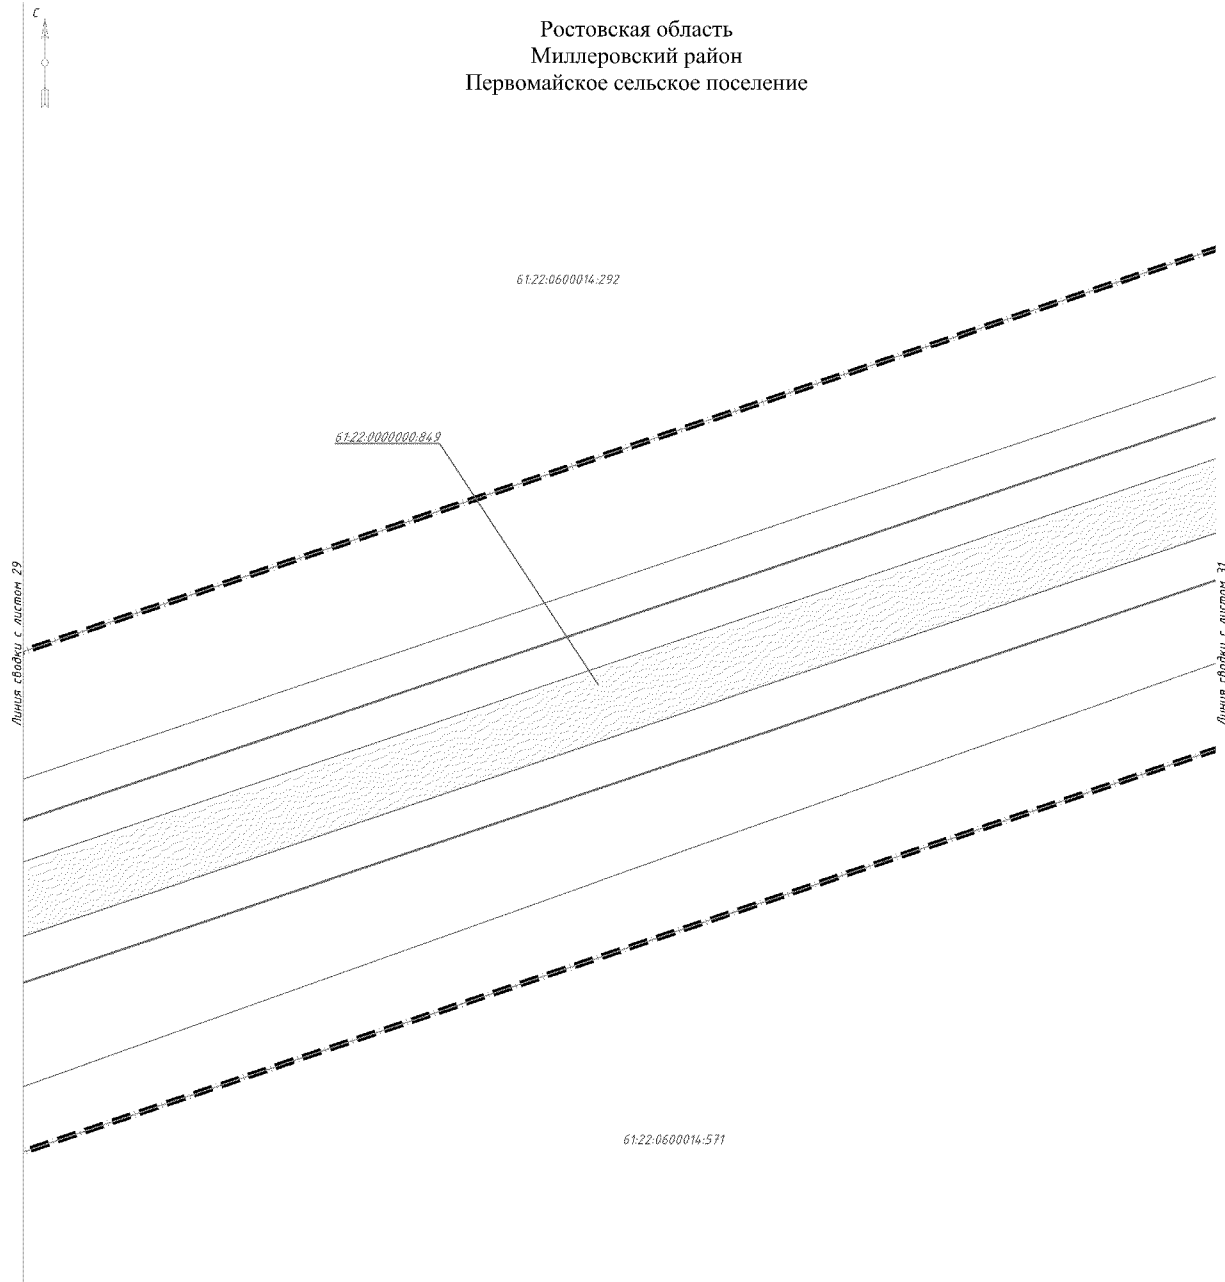 С
Ростовская область
Миллеровский район
Первомайское сельское поселение
61:22:0600014:292
61:22:0000000:849
Линия сводки с листом 29
Линия сводки с листом 31
61:22:0600014:571